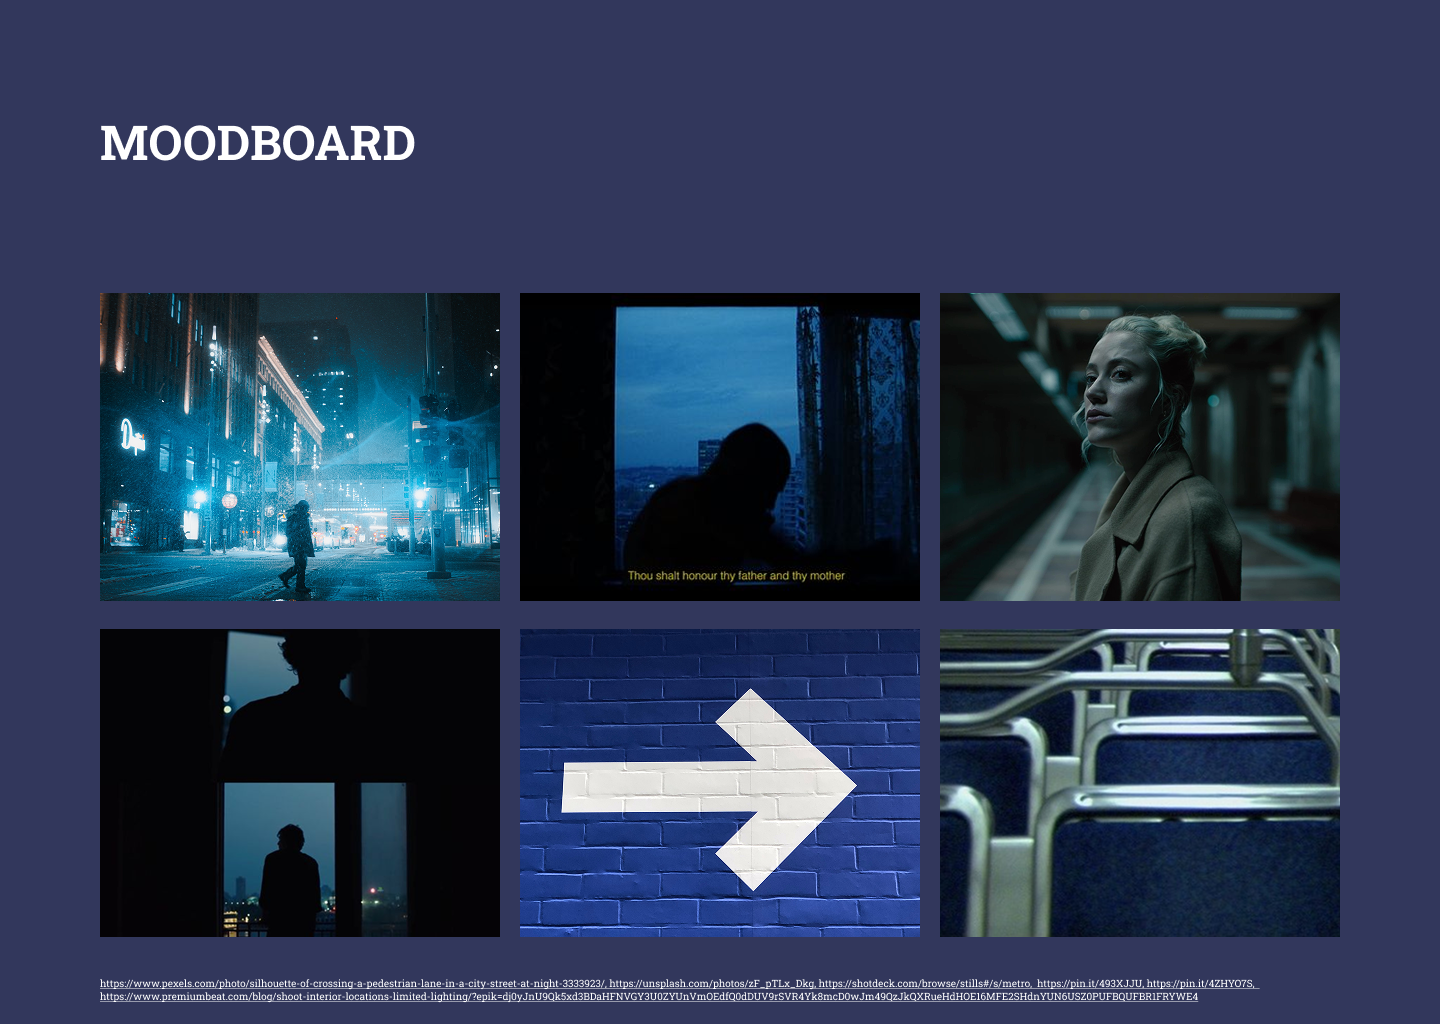 MOODBOARD
Thou shalt honour thy father and thy mother
https://www.pexels.com/photo/silhouette-of-crossing-a-pedestrian-lane-in-a-city-street-at-night-3333923/, https://unsplash.com/photos/zF_pTLx_Dkg, https://shotdeck.com/browse/stills#/s/metro, https://pin.it/493XJJU, https://pin.it/4ZHYO7S,
https://www.premiumbeat.com/blog/shoot-interior-locations-limited-lighting/?epik=dj0yJnU9Qk5xd3BDaHFNVGY3U0ZYUnVmOEdfQ0dDUV9rSVR4Yk8mcD0wJm49QzJkQXRueHdHOE16MFE2SHdnYUN6USZ0PUFBQUFBR1FRYWE4